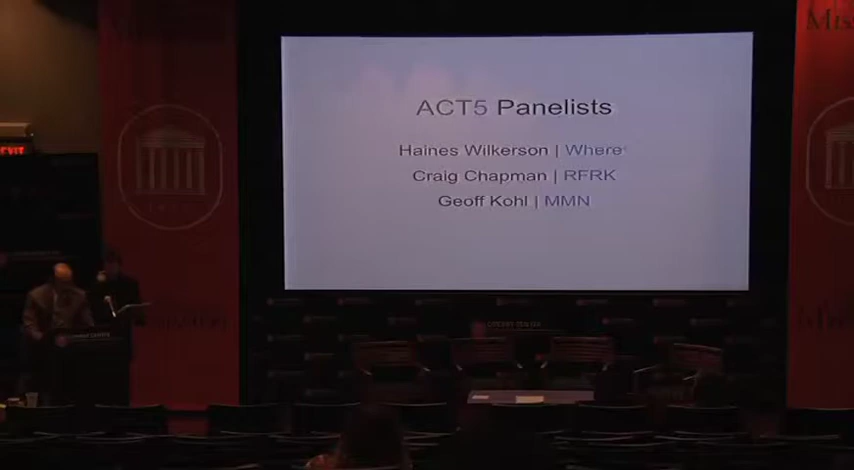 ACT5 Panelists
Haines Wilkerson | Where
Craig Chapman | RFRK
Geoff Kohl | MMN
EXIT